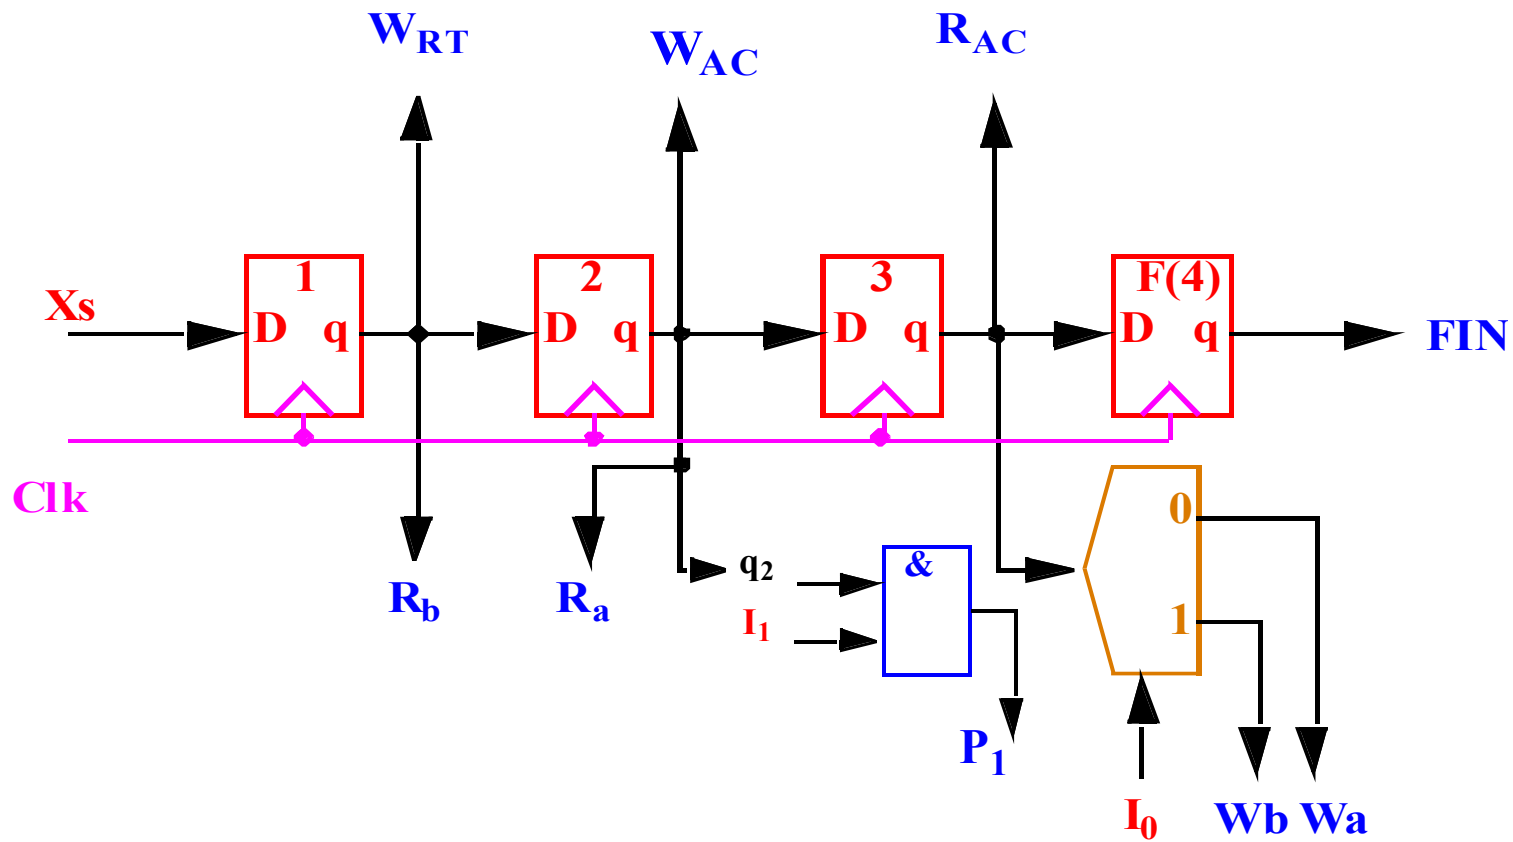 W_RT
W_AC
R_AC
1
2
3
F(4)
Xs
D q
D q
D q
D q
FIN
Clk
0
R_b
R_a
q_2
&
I_1
1
P_1
I_0
Wb Wa